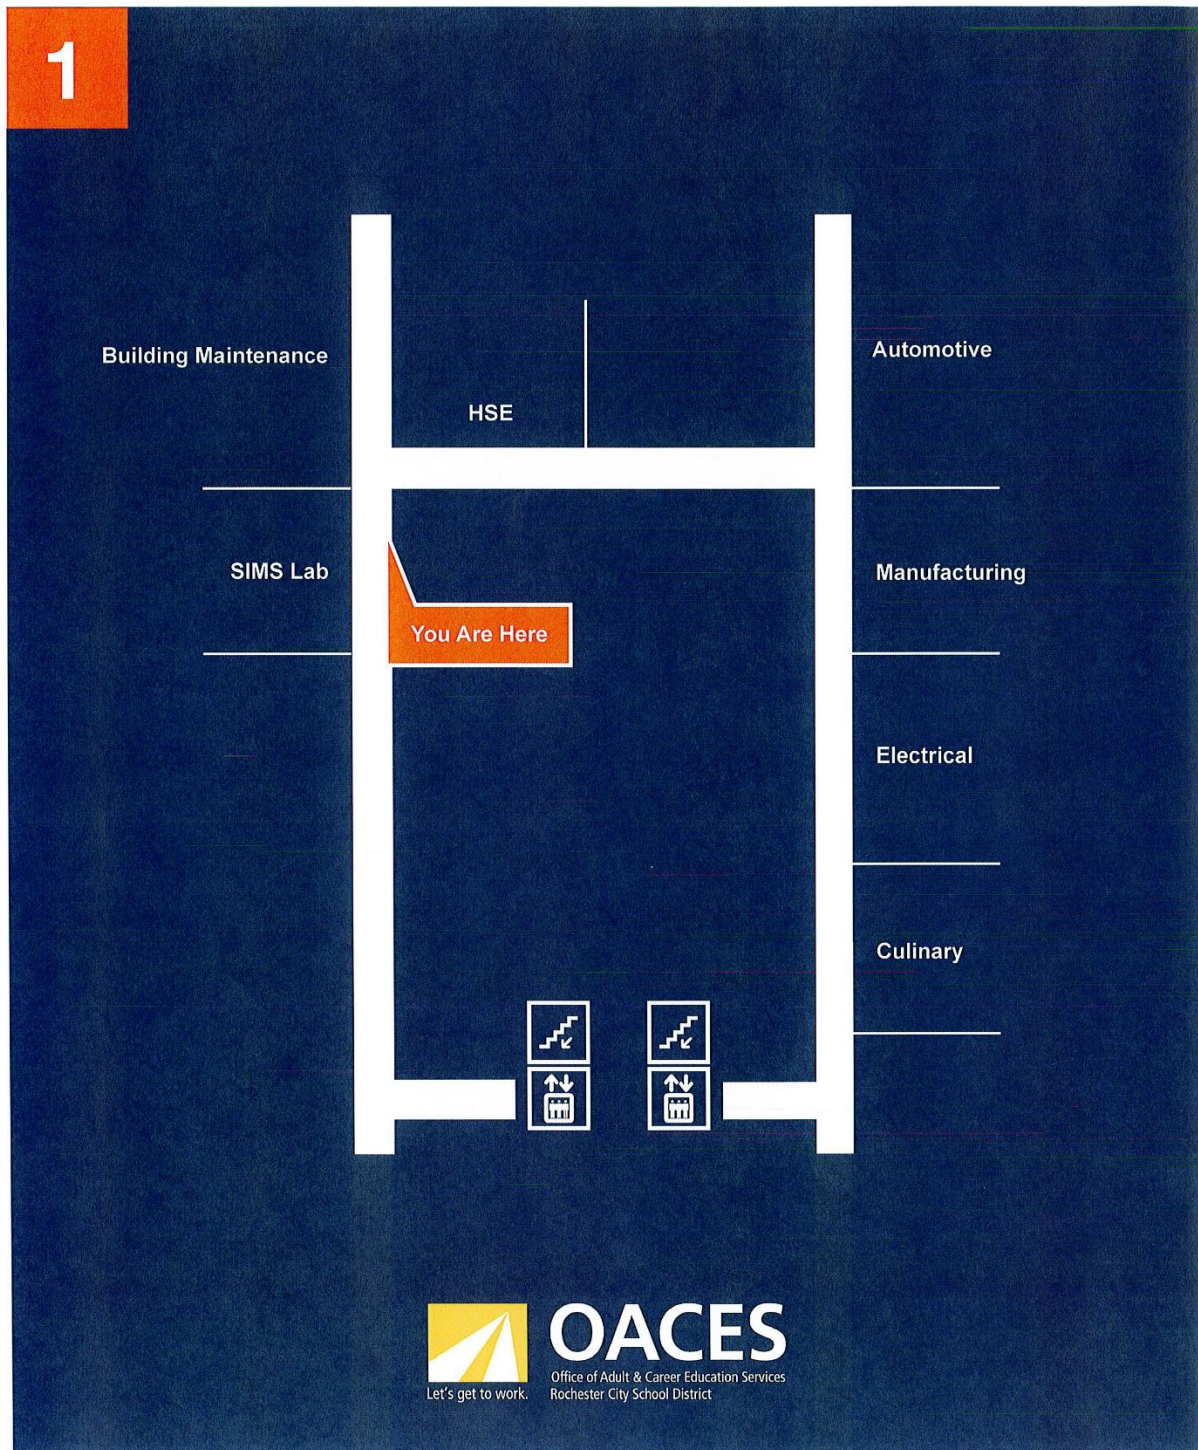 1
Building Maintenance
Automotive
HSE
SIMS Lab
Manufacturing
You Are Here
Electrical
Culinary
OACES
Office of Adult & Career Education Services
Let's get to work.
Rochester City School District